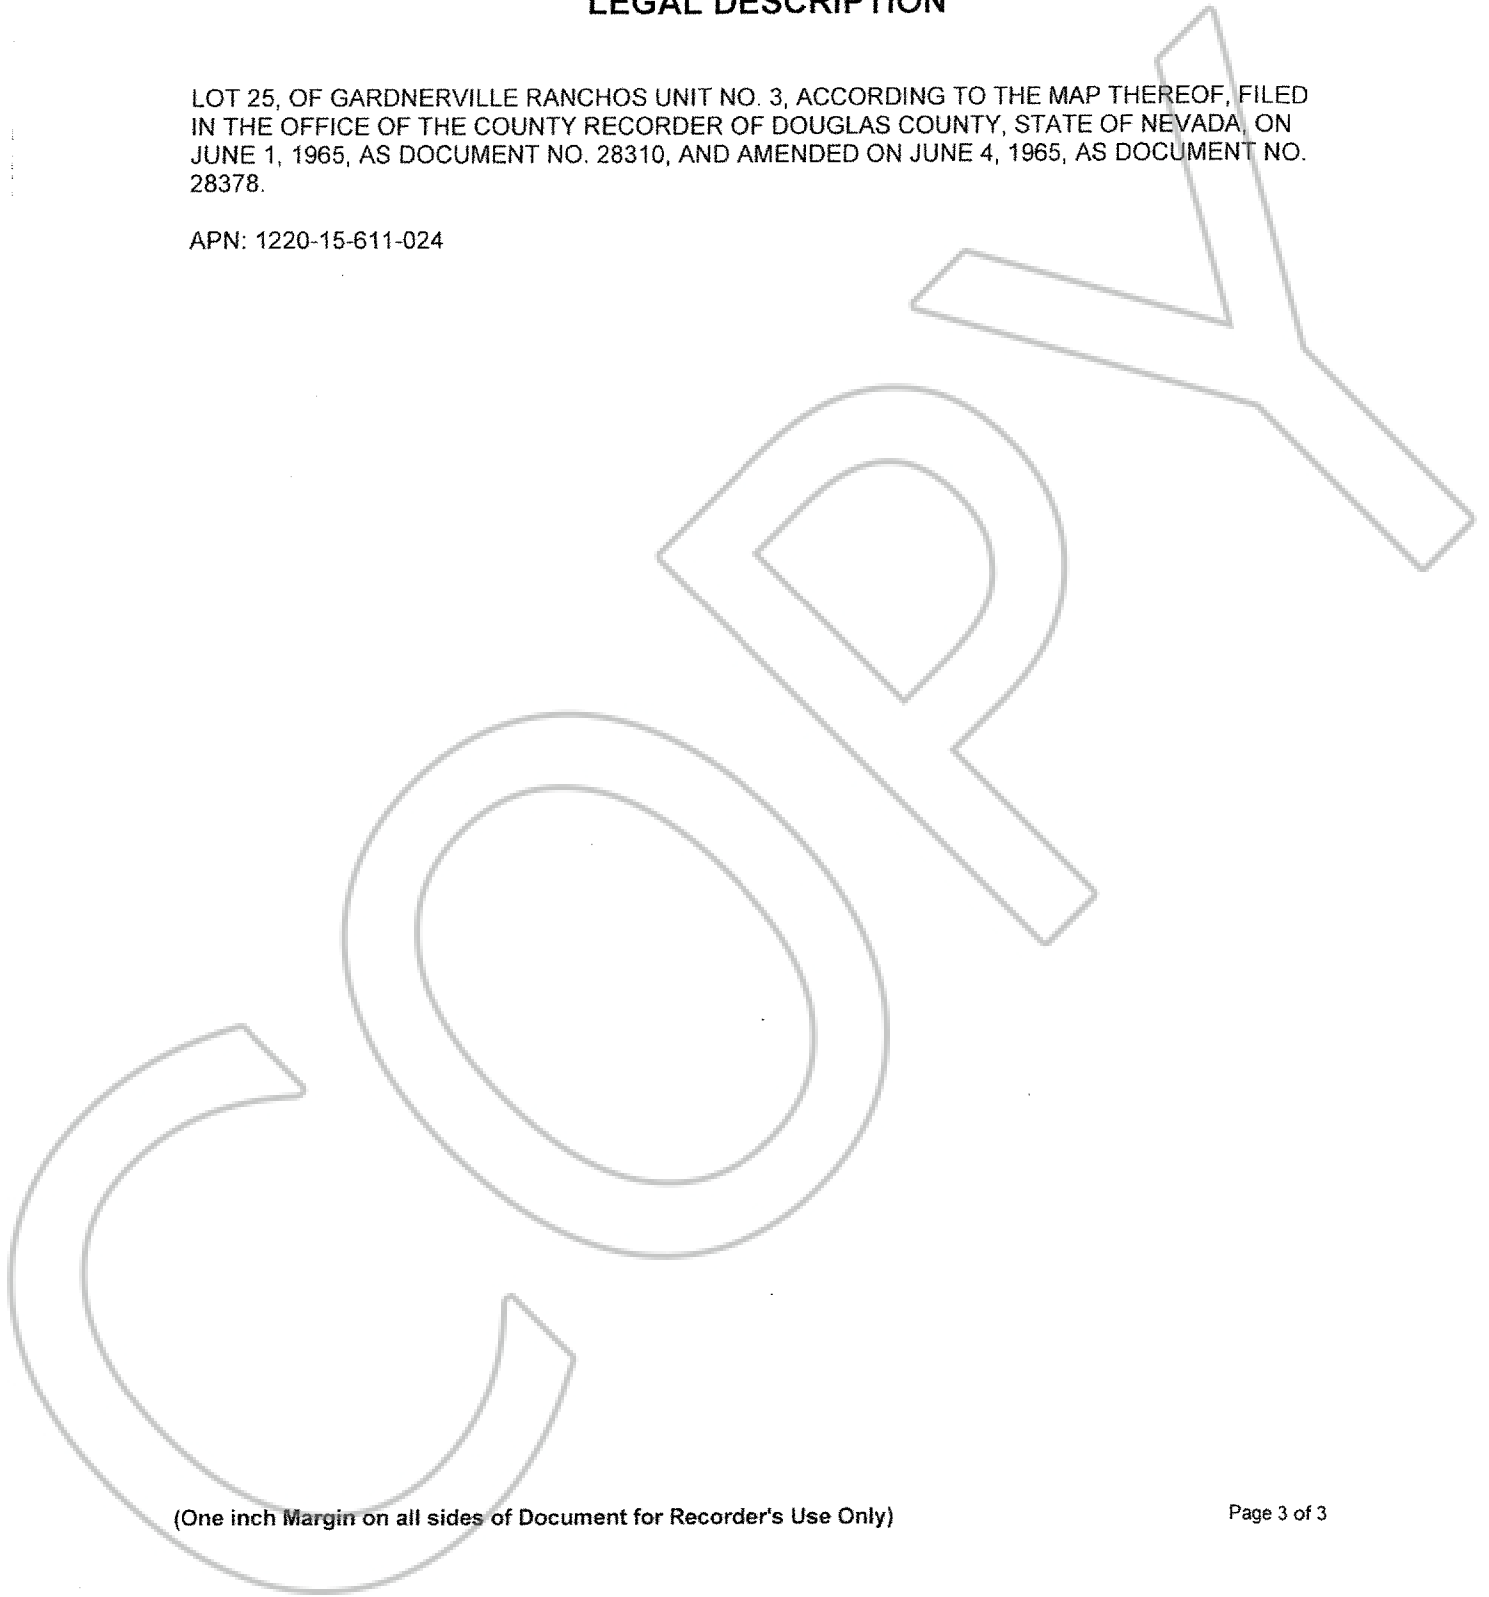 LEGAL DESCRIPTION
LOT 25, OF GARDNERVILLE RANCHOS UNIT NO. 3, ACCORDING TO THE MAP THEREOF, FILED
IN THE OFFICE OF THE COUNTY RECORDER OF DOUGLAS COUNTY, STATE OF NEVADA, ON
JUNE 1, 1965, AS DOCUMENT NO. 28310, AND AMENDED ON JUNE 4, 1965, AS DOCUMENT NO.
28378.
APN: 1220-15-611-024
COPY
(One inch Margin on all sides of Document for Recorder's Use Only)
Page 3 of 3